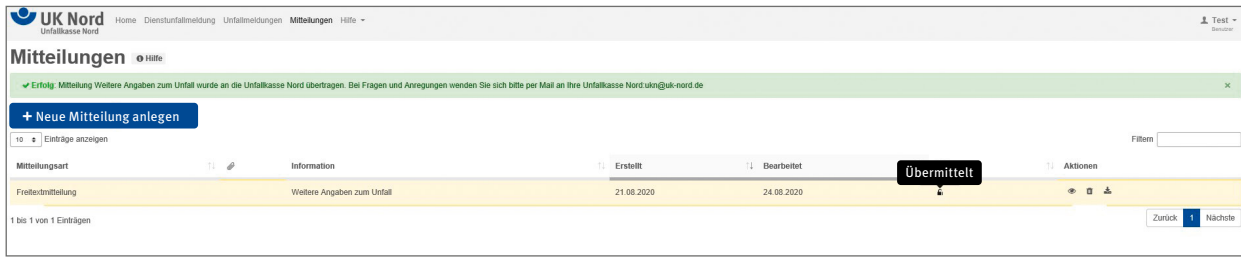 UK Nord
Unfallkasse Nord
Home Dienstunfallmeldung Unfallmeldungen Mitteilungen Hilfe
Test
Benutzer
Mitteilungen Hilfe
Erfolg: Mitteilung Weitere Angaben zum Unfall wurde an die Unfallkasse Nord übertragen. Bei Fragen und Anregungen wenden Sie sich bitte per Mail an Ihre Unfallkasse Nord:ukn@uk-nord.de ×
+ Neue Mitteilung anlegen
10 Einträge anzeigen Filtern
Mitteilungsart Information Erstellt Bearbeitet Aktionen
Übermittelt
Freitextmitteilung Weitere Angaben zum Unfall 21.08.2020 24.08.2020
1 bis 1 von 1 Einträgen Zurück 1 Nächste